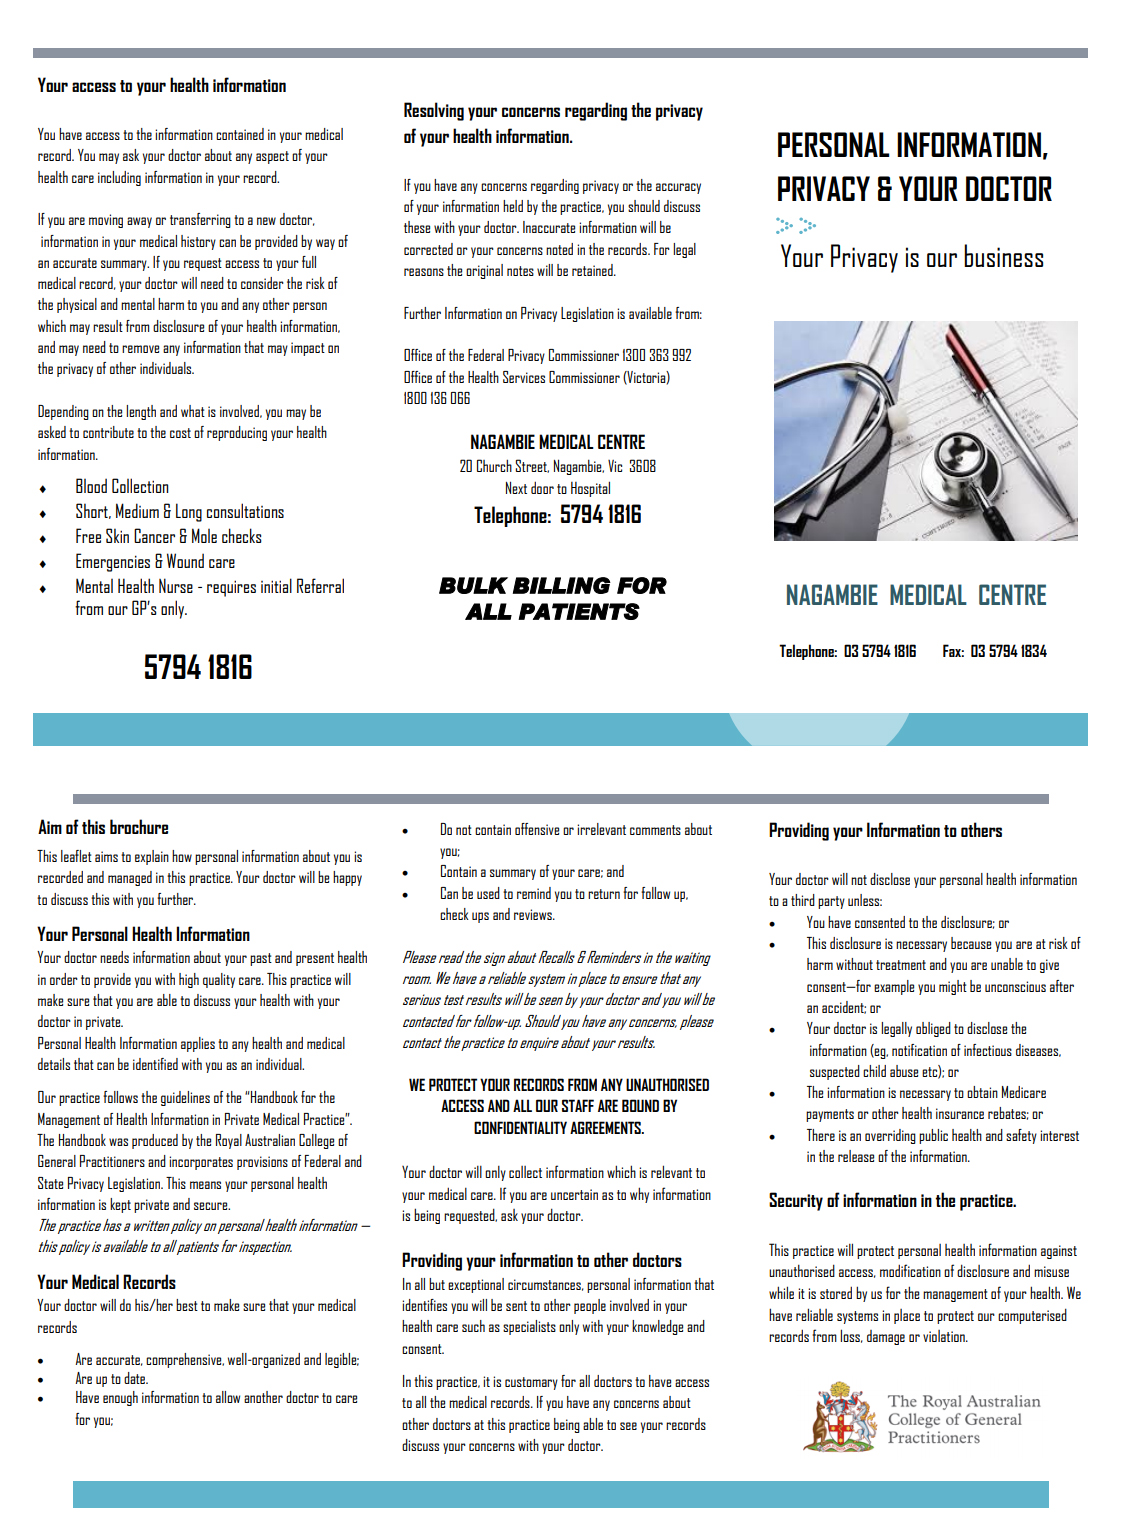 Your access to your health information
You have access to the information contained in your medical
record. You may ask your doctor about any aspect of your
health care including information in your record.
If you are moving away or transferring to a new doctor,
information in your medical history can be provided by way of
an accurate summary. If you request access to your full
medical record, your doctor will need to consider the risk of
the physical and mental harm to you and any other person
which may result from disclosure of your health information,
and may need to remove any information that may impact on
the privacy of other individuals.
Depending on the length and what is involved, you may be
asked to contribute to the cost of reproducing your health
information.
♦ Blood Collection
♦ Short, Medium & Long consultations
♦ Free Skin Cancer & Mole checks
♦ Emergencies & Wound care
♦ Mental Health Nurse - requires initial Referral
from our GP's only.
5794 1816
Resolving your concerns regarding the privacy
of your health information.
If you have any concerns regarding privacy or the accuracy
of your information held by the practice, you should discuss
these with your doctor. Inaccurate information will be
corrected or your concerns noted in the records. For legal
reasons the original notes will be retained.
Further Information on Privacy Legislation is available from:
Office of the Federal Privacy Commissioner 1300 363 992
Office of the Health Services Commissioner (Victoria)
1800 136 066
NAGAMBIE MEDICAL CENTRE
20 Church Street, Nagambie, Vic 3608
Next door to Hospital
Telephone: 5794 1816
BULK BILLING FOR
ALL PATIENTS
PERSONAL INFORMATION,
PRIVACY & YOUR DOCTOR
Your Privacy is our business
NAGAMBIE MEDICAL CENTRE
Telephone: 03 5794 1816 Fax: 03 5794 1834
Aim of this brochure
This leaflet aims to explain how personal information about you is
recorded and managed in this practice. Your doctor will be happy
to discuss this with you further.
Your Personal Health Information
Your doctor needs information about your past and present health
in order to provide you with high quality care. This practice will
make sure that you are able to discuss your health with your
doctor in private.
Personal Health Information applies to any health and medical
details that can be identified with you as an individual.
Our practice follows the guidelines of the "Handbook for the
Management of Health Information in Private Medical Practice".
The Handbook was produced by the Royal Australian College of
General Practitioners and incorporates provisions of Federal and
State Privacy Legislation. This means your personal health
information is kept private and secure.
The practice has a written policy on personal health information —
this policy is available to all patients for inspection.
Your Medical Records
Your doctor will do his/her best to make sure that your medical
records
• Are accurate, comprehensive, well-organized and legible;
• Are up to date.
• Have enough information to allow another doctor to care
for you;
• Do not contain offensive or irrelevant comments about
you;
• Contain a summary of your care; and
• Can be used to remind you to return for follow up,
check ups and reviews.
Please read the sign about Recalls & Reminders in the waiting
room. We have a reliable system in place to ensure that any
serious test results will be seen by your doctor and you will be
contacted for follow-up. Should you have any concerns, please
contact the practice to enquire about your results.
WE PROTECT YOUR RECORDS FROM ANY UNAUTHORISED
ACCESS AND ALL OUR STAFF ARE BOUND BY
CONFIDENTIALITY AGREEMENTS.
Your doctor will only collect information which is relevant to
your medical care. If you are uncertain as to why information
is being requested, ask your doctor.
Providing your information to other doctors
In all but exceptional circumstances, personal information that
identifies you will be sent to other people involved in your
health care such as specialists only with your knowledge and
consent.
In this practice, it is customary for all doctors to have access
to all the medical records. If you have any concerns about
other doctors at this practice being able to see your records
discuss your concerns with your doctor.
Providing your Information to others
Your doctor will not disclose your personal health information
to a third party unless:
• You have consented to the disclosure; or
• This disclosure is necessary because you are at risk of
harm without treatment and you are unable to give
consent—for example you might be unconscious after
an accident; or
• Your doctor is legally obliged to disclose the
information (eg, notification of infectious diseases,
suspected child abuse etc); or
• The information is necessary to obtain Medicare
payments or other health insurance rebates; or
• There is an overriding public health and safety interest
in the release of the information.
Security of information in the practice.
This practice will protect personal health information against
unauthorised access, modification of disclosure and misuse
while it is stored by us for the management of your health. We
have reliable systems in place to protect our computerised
records from loss, damage or violation.
The Royal Australian
College of General
Practitioners